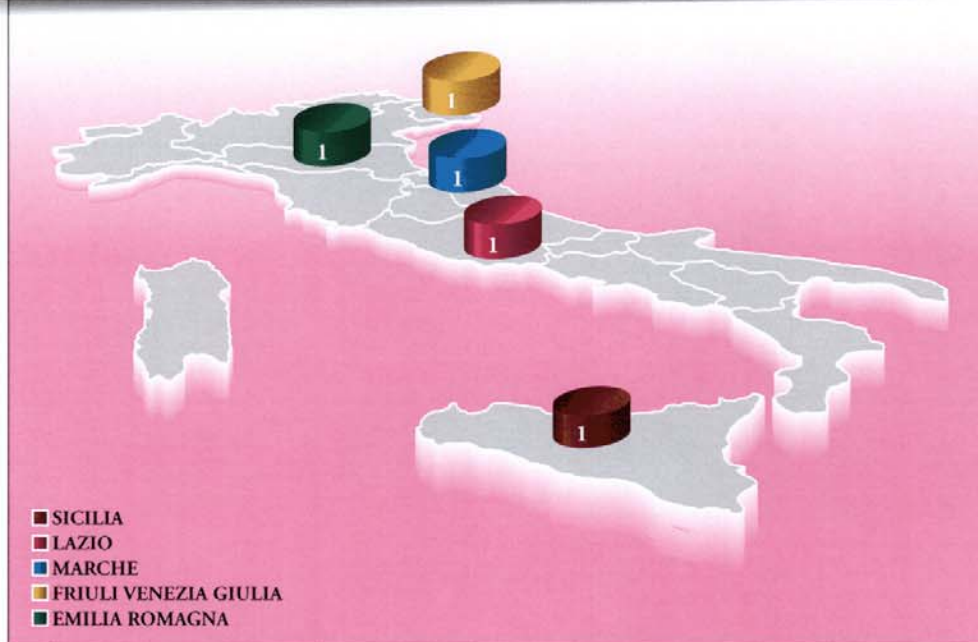 1
1
1
1
1
SICILIA
LAZIO
MARCHE
FRIULI VENEZIA GIULIA
EMILIA ROMAGNA